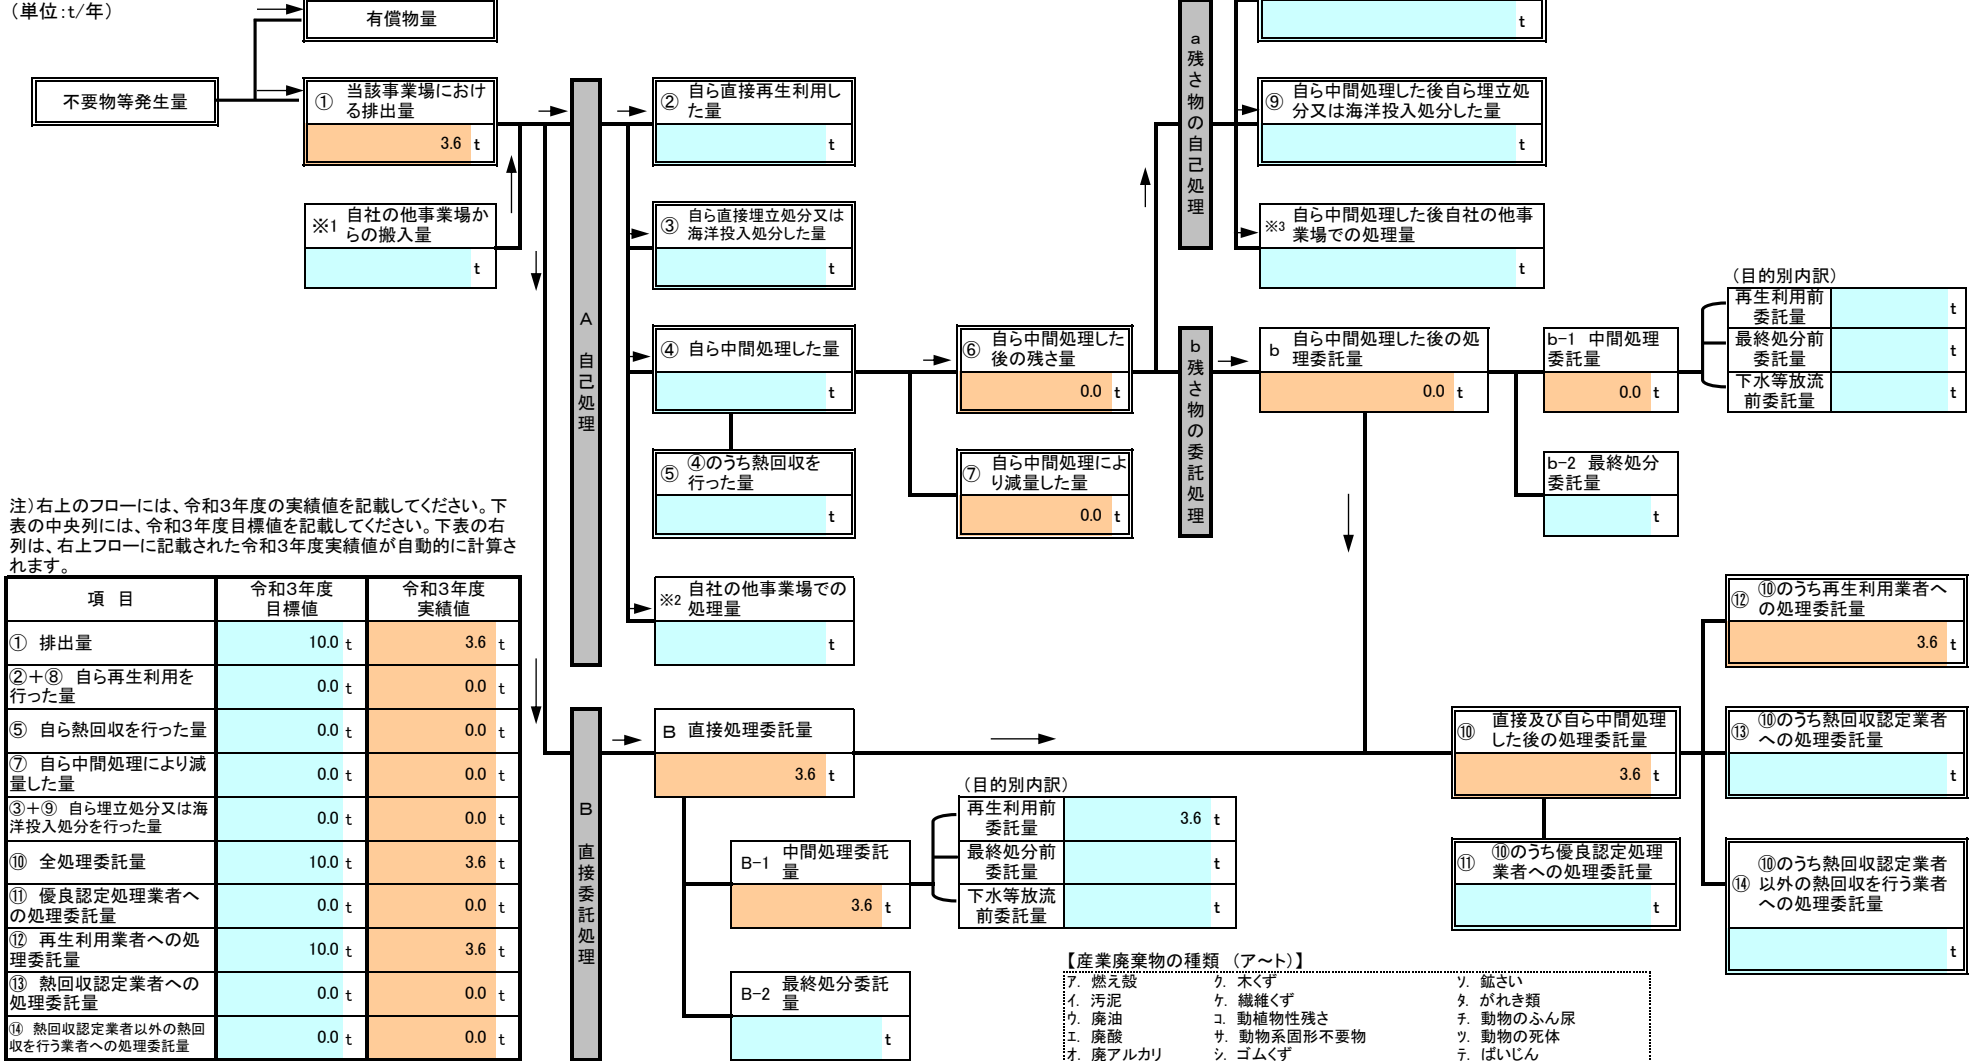 （単位：t/年）
有償物量
t
不要物等発生量
① 当該事業場におけ
る排出量
3.6 t
※1 自社の他事業場か
らの搬入量
t
A 自己処理
② 自ら直接再生利用し
た量
t
③ 自ら直接埋立処分又は
海洋投入処分した量
t
④ 自ら中間処理した量
t
⑤ ④のうち熱回収を
行った量
t
※2 自社の他事業場での
処理量
t
⑥ 自ら中間処理した
後の残さ量
0.0 t
⑦ 自ら中間処理によ
り減量した量
0.0 t
a 残さ物の自己処理
⑨ 自ら中間処理した後自ら埋立処
分又は海洋投入処分した量
t
※3 自ら中間処理した後自社の他事
業場での処理量
t
b 残さ物の委託処理
b 自ら中間処理した後の処
理委託量
0.0 t
b-1 中間処理
委託量
0.0 t
b-2 最終処分
委託量
t
（目的別内訳）
再生利用前
委託量
t
最終処分前
委託量
t
下水等放流
前委託量
t
注）右上のフローには、令和3年度の実績値を記載してください。下
表の中央列には、令和3年度目標値を記載してください。下表の右
列は、右上フローに記載された令和3年度実績値が自動的に計算さ
れます。
項 目
令和3年度
目標値
令和3年度
実績値
① 排出量 10.0 t 3.6 t
②＋⑧ 自ら再生利用を
行った量 0.0 t 0.0 t
⑤ 自ら熱回収を行った量 0.0 t 0.0 t
⑦ 自ら中間処理により減
量した量 0.0 t 0.0 t
③＋⑨ 自ら埋立処分又は海
洋投入処分を行った量 0.0 t 0.0 t
⑩ 全処理委託量 10.0 t 3.6 t
⑪ 優良認定処理業者へ
の処理委託量 0.0 t 0.0 t
⑫ 再生利用業者への処
理委託量 10.0 t 3.6 t
⑬ 熱回収認定業者への
処理委託量 0.0 t 0.0 t
⑭ 熱回収認定業者以外の熱回
収を行う業者への処理委託量 0.0 t 0.0 t
B 直接委託処理
B 直接処理委託量
3.6 t
B-1 中間処理委託
量
3.6 t
B-2 最終処分委託
量
t
（目的別内訳）
再生利用前
委託量
3.6 t
最終処分前
委託量
t
下水等放流
前委託量
t
⑩ 直接及び自ら中間処理
した後の処理委託量
3.6 t
⑪ ⑩のうち優良認定処理
業者への処理委託量
t
⑫ ⑩のうち再生利用業者へ
の処理委託量
3.6 t
⑬ ⑩のうち熱回収認定業者
への処理委託量
t
⑭ ⑩のうち熱回収認定業者
以外の熱回収を行う業者
への処理委託量
t
【産業廃棄物の種類 （ア～ト）】
ア. 燃え殻 ク. 木くず ソ. 鉱さい
イ. 汚泥 ケ. 繊維くず タ. がれき類
ウ. 廃油 コ. 動植物性残さ チ. 動物のふん尿
エ. 廃酸 サ. 動物系固形不要物 ツ. 動物の死体
オ. 廃アルカリ シ. ゴムくず テ. ばいじん